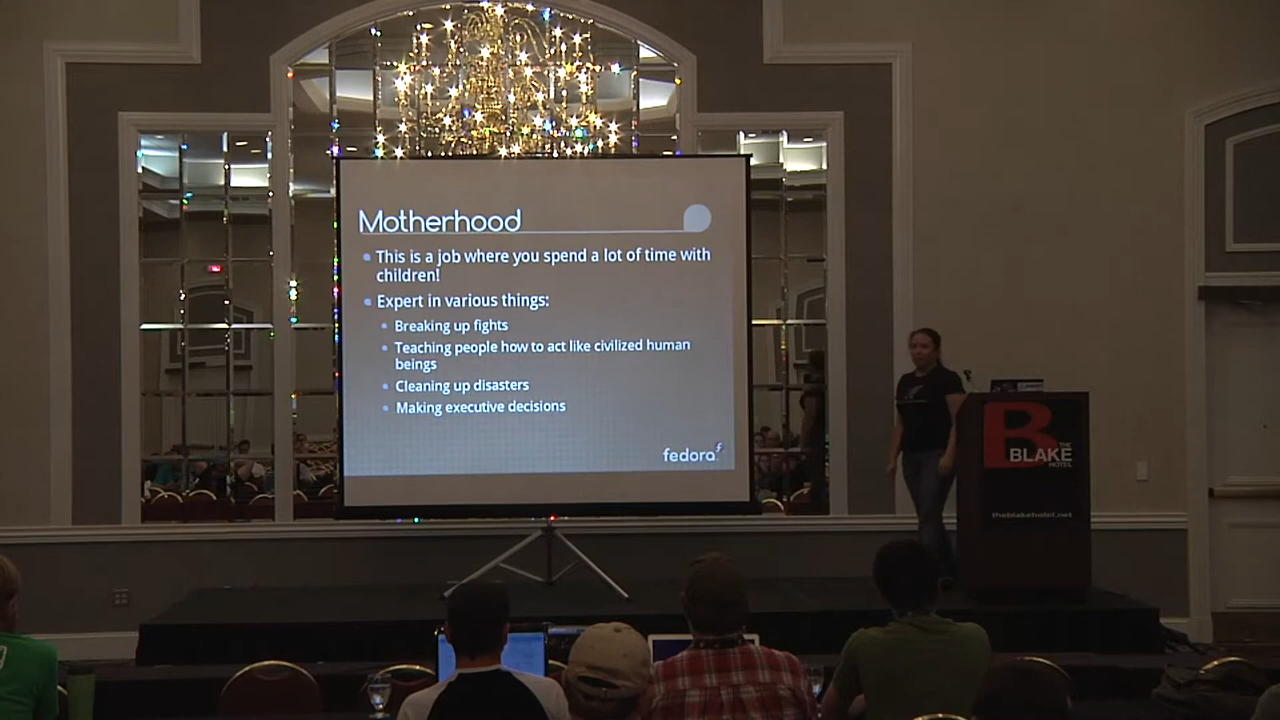 Motherhood
This is a job where you spend a lot of time with
children!
Expert in various things:
Breaking up fights
Teaching people how to act like civilized human
beings
Cleaning up disasters
Making executive decisions
fedora
B
THE
BLAKE
HOTEL
theblakehotel.net